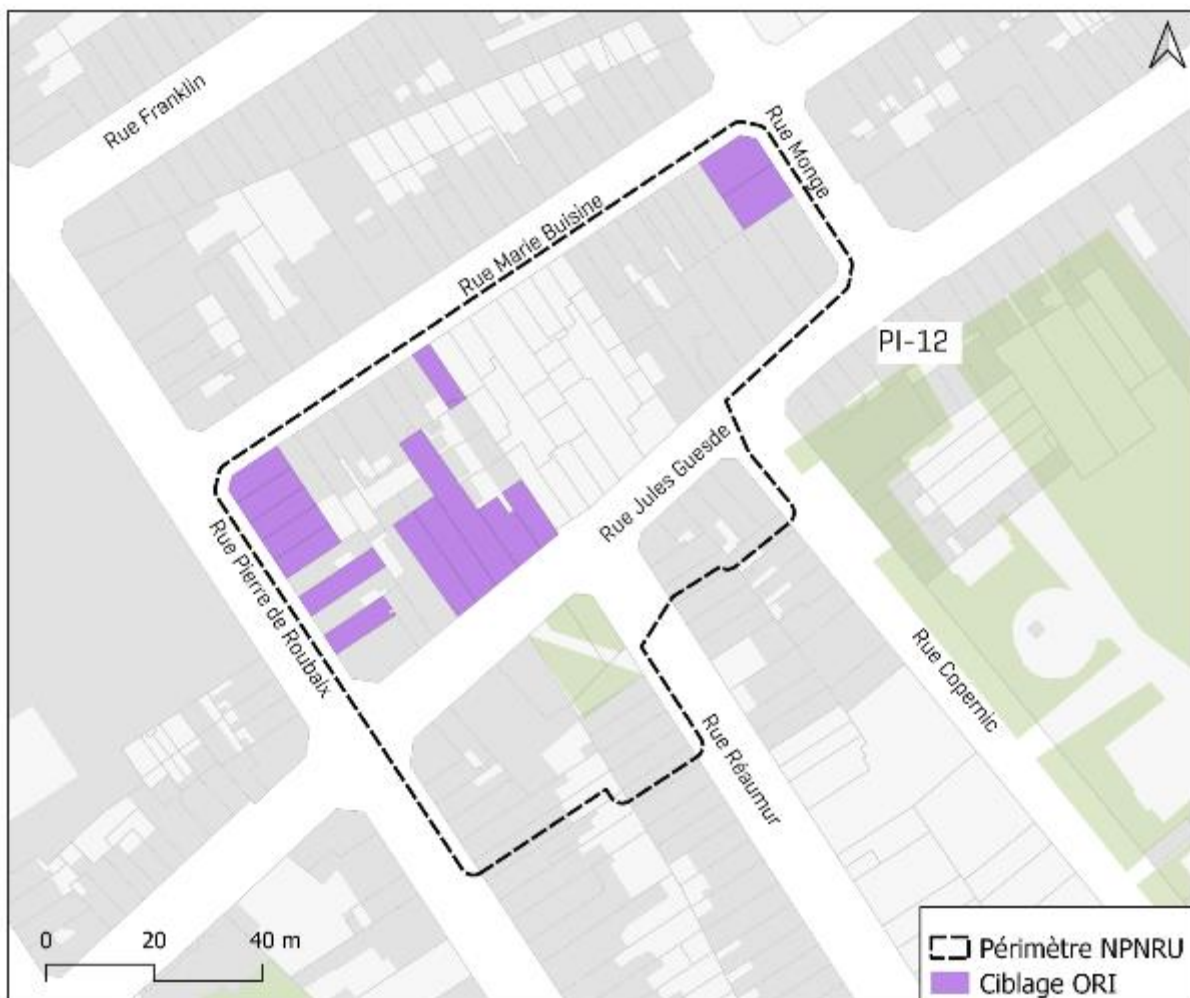 Rue Franklin
Rue Monge
Rue Marie Buisine
PI-12
Rue Jules Guesde
Rue Pierre de Roubaix
Rue Copernic
Rue Réaumur
0 20 40 m
Périmètre NPNRU
Ciblage ORI